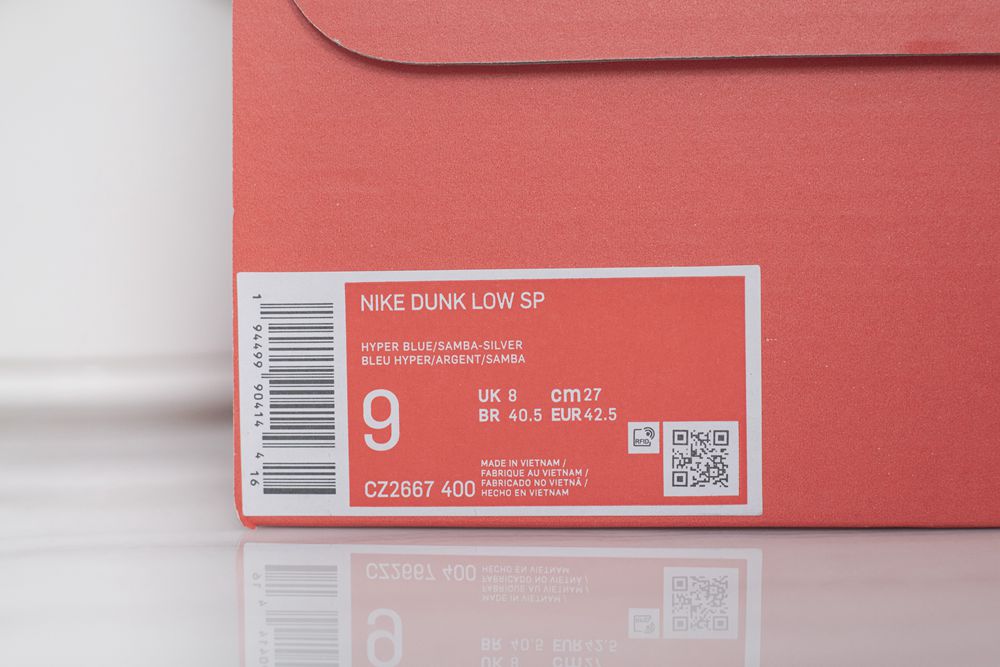 NIKE DUNK LOW SP
HYPER BLUE/SAMBA-SILVER
BLEU HYPER/ARGENT/SAMBA
9
UK 8 cm 27
BR 40.5 EUR 42.5
RFID
MADE IN VIETNAM /
FABRIQUE AU VIETNAM /
FABRICADO NO VIETNÃ /
HECHO EN VIETNAM
CZ2667 400
1 94499 90414 4 16